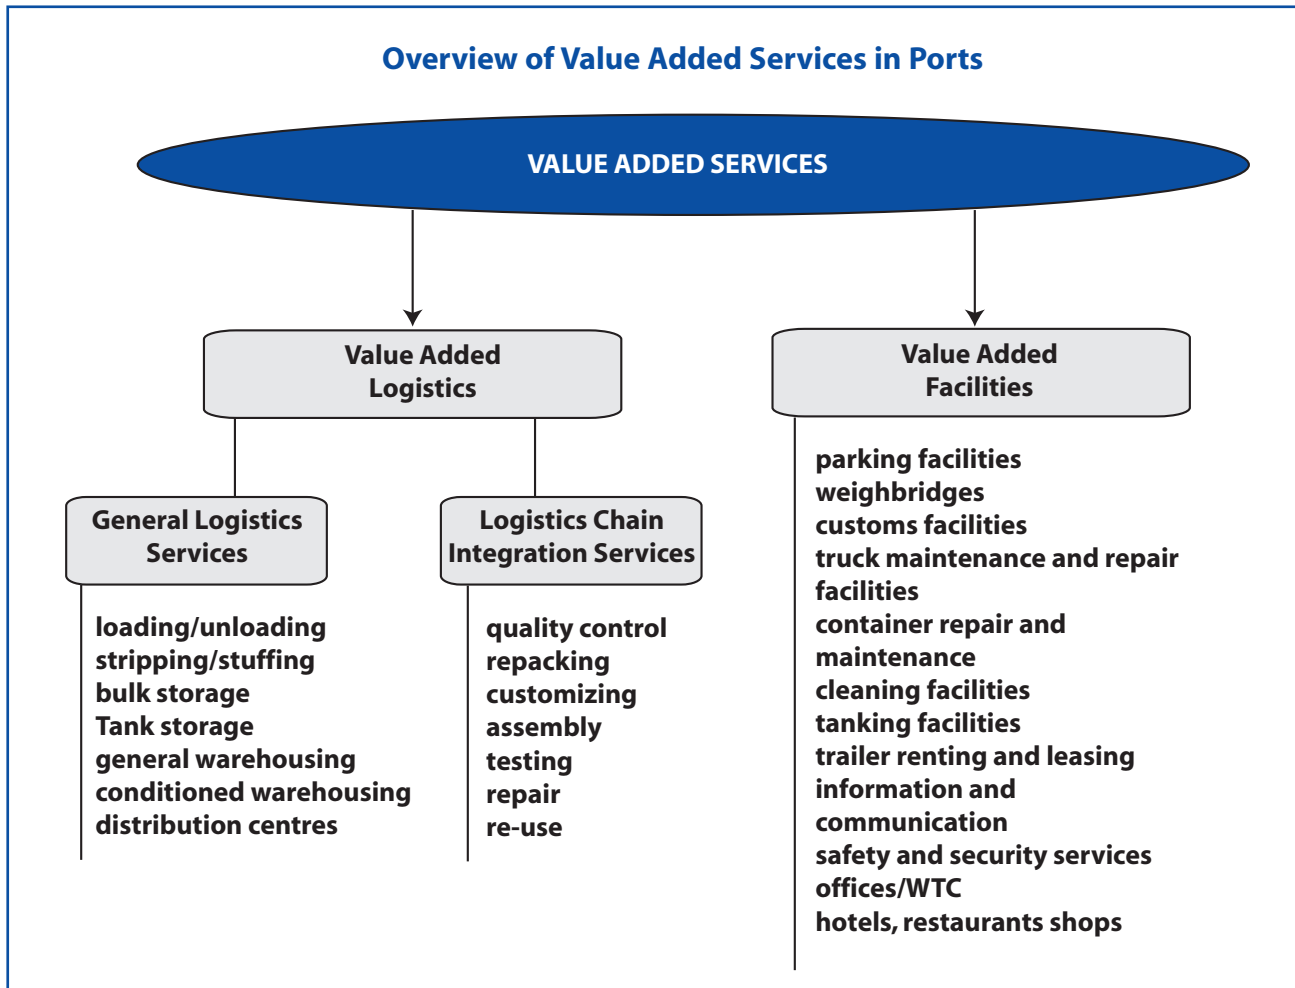 Overview of Value Added Services in Ports
VALUE ADDED SERVICES
Value Added
Logistics
General Logistics
Services
loading/unloading
stripping/stuffing
bulk storage
Tank storage
general warehousing
conditioned warehousing
distribution centres
Logistics Chain
Integration Services
quality control
repacking
customizing
assembly
testing
repair
re-use
Value Added
Facilities
parking facilities
weighbridges
customs facilities
truck maintenance and repair
facilities
container repair and
maintenance
cleaning facilities
tanking facilities
trailer renting and leasing
information and
communication
safety and security services
offices/WTC
hotels, restaurants shops